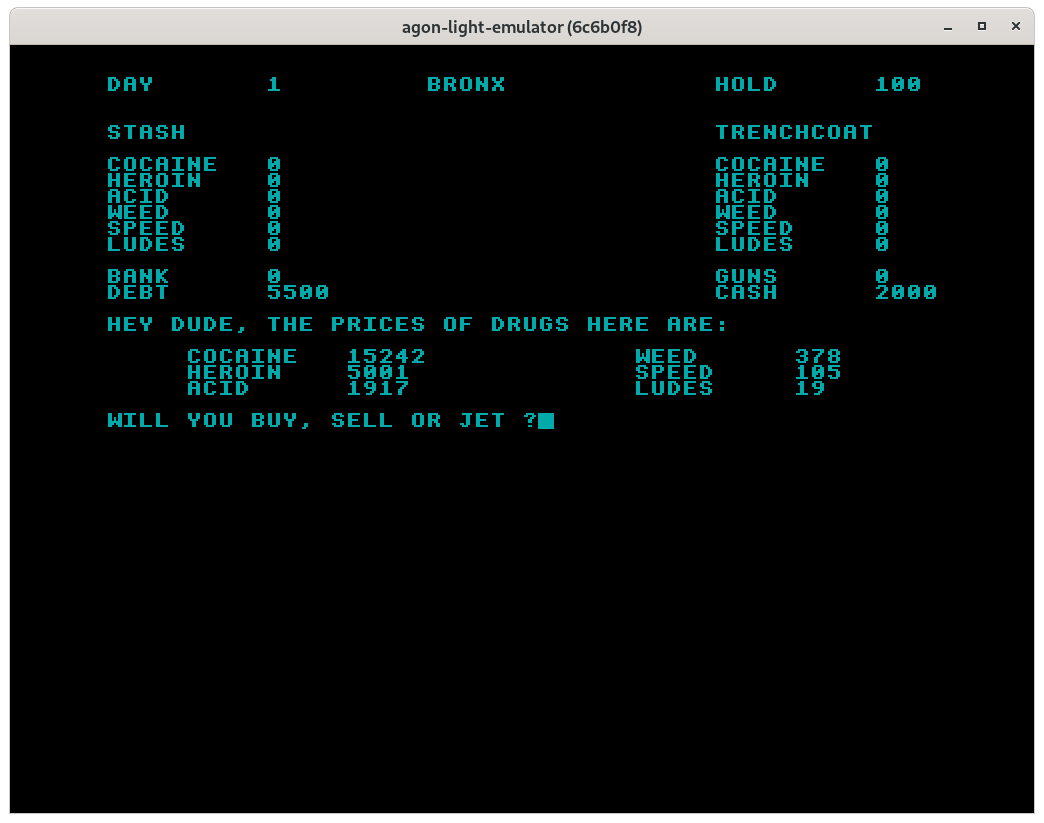 agon-light-emulator (6c6b0f8)
DAY 1 BRONX HOLD 100
STASH TRENCHCOAT
COCAINE 0 COCAINE 0
HEROIN 0 HEROIN 0
ACID 0 ACID 0
WEED 0 WEED 0
SPEED 0 SPEED 0
LUDES 0 LUDES 0
BANK 0 GUNS 0
DEBT 5500 CASH 2000
HEY DUDE, THE PRICES OF DRUGS HERE ARE:
COCAINE 15242 WEED 378
HEROIN 5001 SPEED 105
ACID 1917 LUDES 19
WILL YOU BUY, SELL OR JET ?